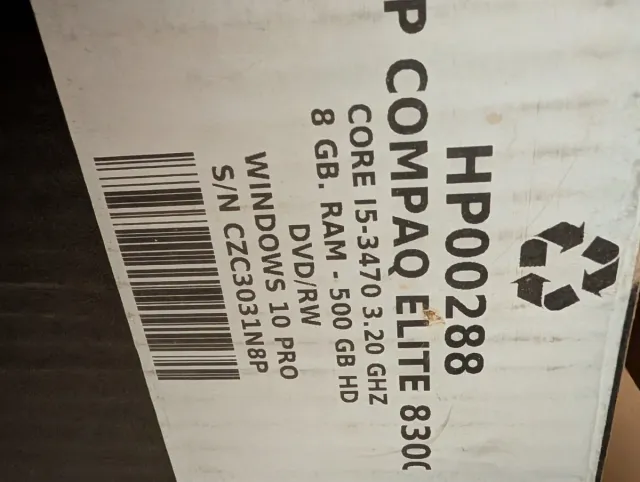 HP00288
P COMPAQ ELITE 830
CORE I5-3470 3.20 GHZ
8 GB. RAM - 500 GB HD
DVD/RW
WINDOWS 10 PRO
S/N CZC3031N8P